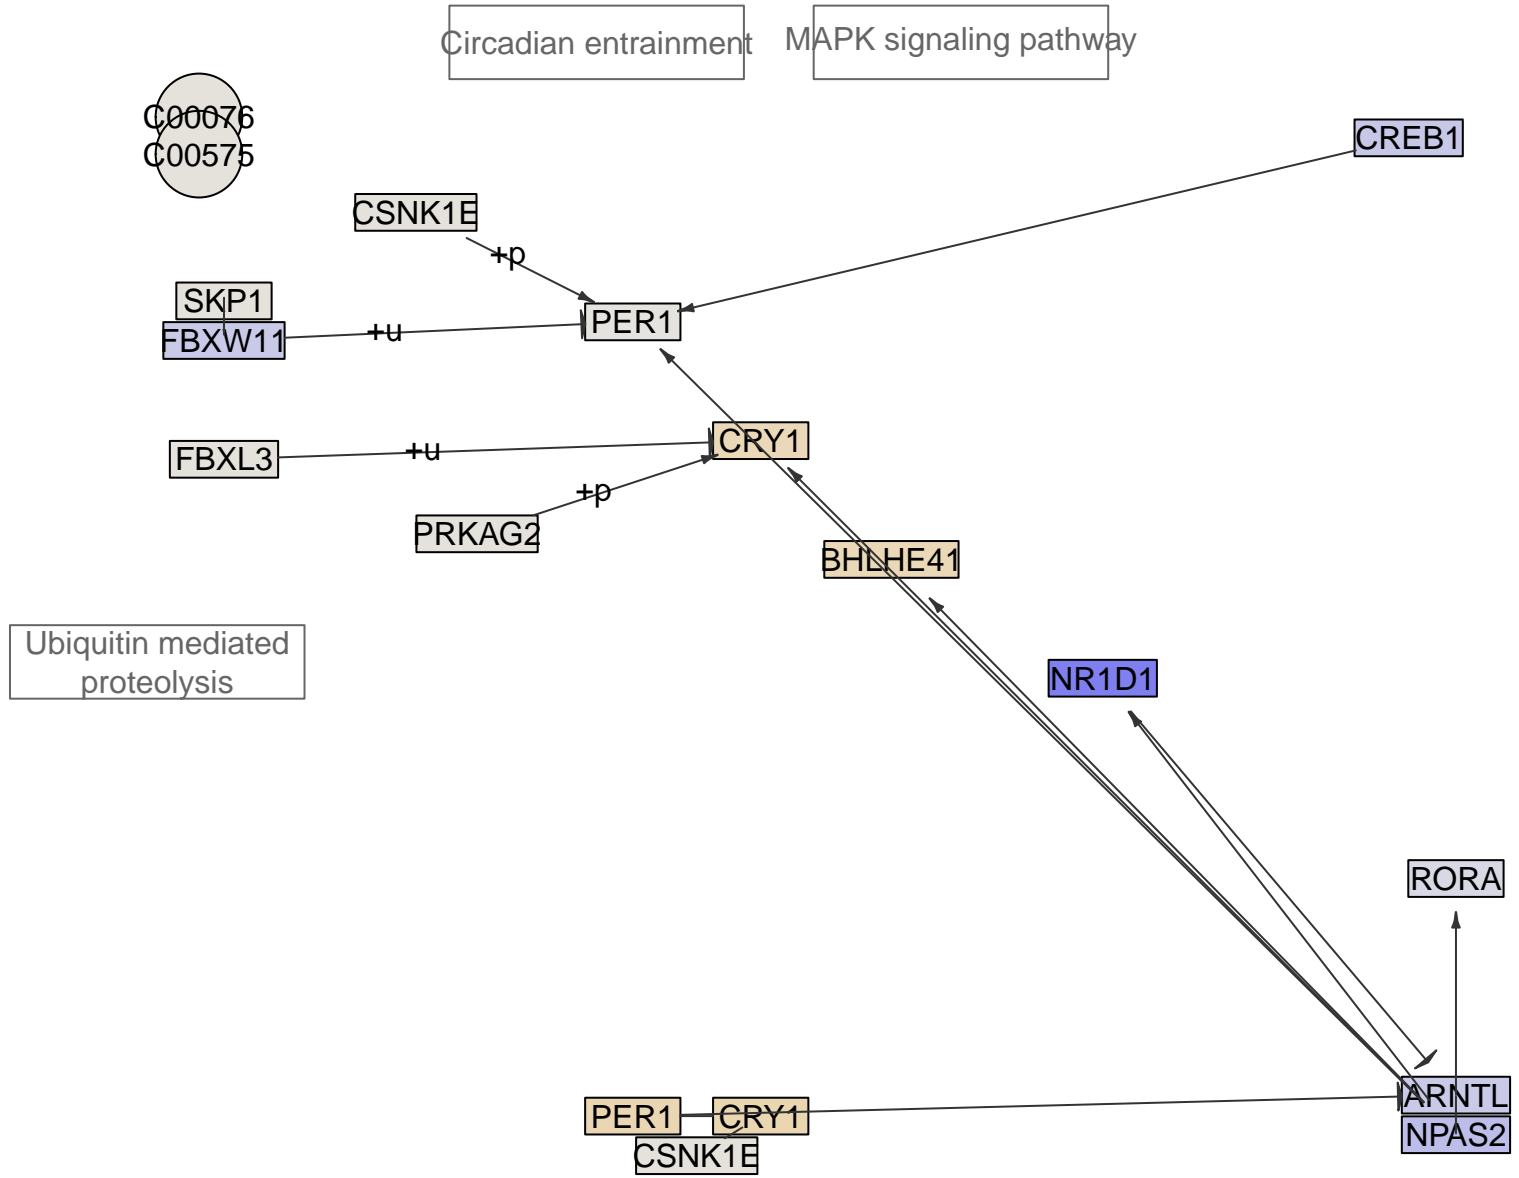 Circadian entrainment
MAPK signaling pathway
C00076
C00575
CREB1
CSNK1E
+p
SKP1
FBXW11
+u
PER1
FBXL3
+u
CRY1
+p
PRKAG2
BHLHE41
Ubiquitin mediated
proteolysis
NR1D1
RORA
PER1
CRY1
CSNK1E
ARNTL
NPAS2